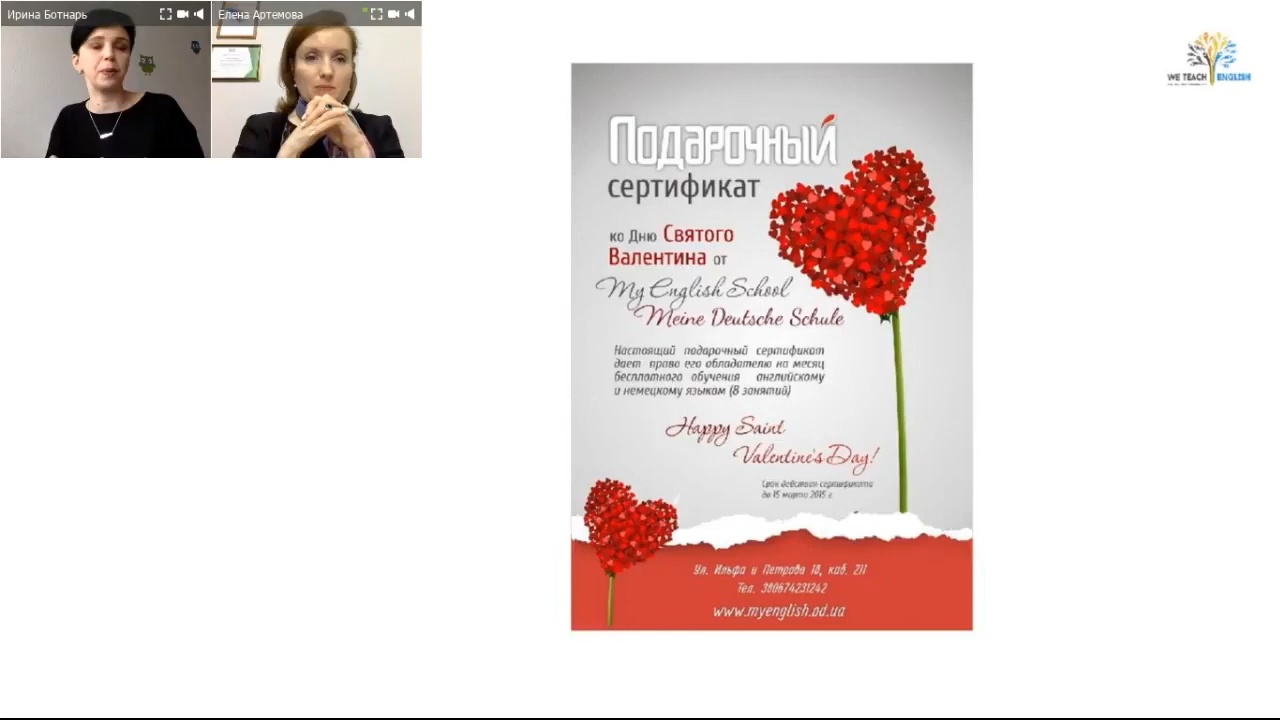 Ирина Ботнарь
Елена Артемова
WE TEACH ENGLISH
Подарочный
сертификат
ко Дню Святого
Валентина от
My English School
Meine Deutsche Schule
Настоящий подарочный сертификат
дает право его обладателю на месяц
бесплатного обучения английскому
и немецкому языкам (8 занятий)
Happy Saint
Valentine's Day!
Срок действия сертификата
до 15 марта 2015 г.
Ул. Ильфа и Петрова 18, каб. 211
Тел. 380674231242
www.myenglish.od.ua